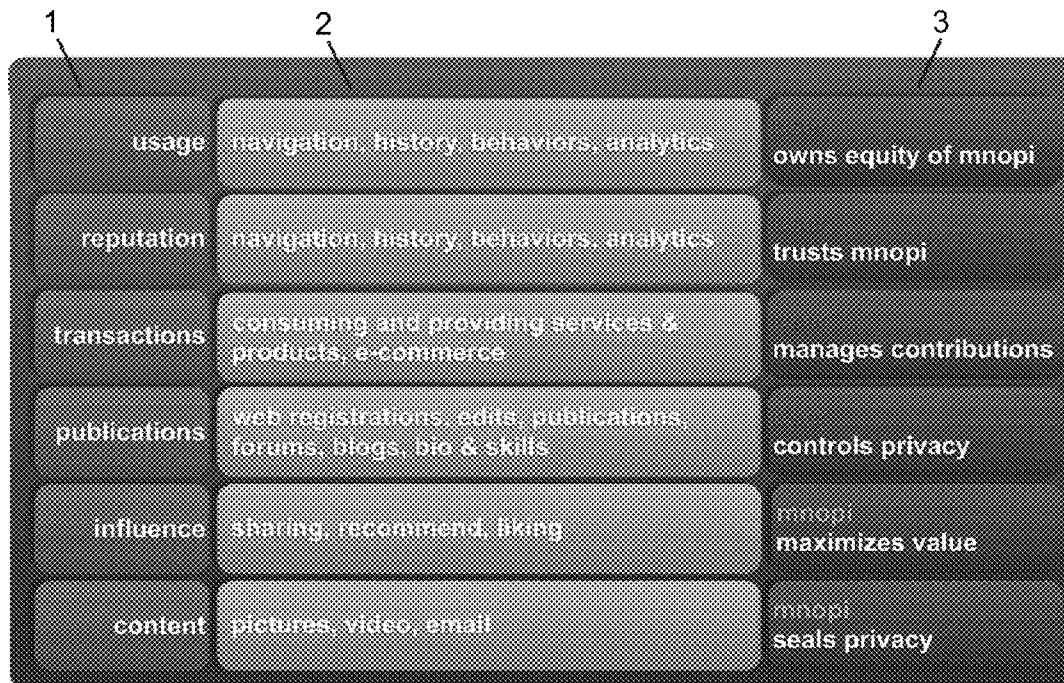 1 2 3
usage navigation, history, behaviors, analytics owns equity of mnopi
reputation navigation, history, behaviors, analytics trusts mnopi
transactions consuming and providing services &
products, e-commerce manages contributions
publications web registrations, edits, publications,
forums, blogs, bio & skills controls privacy
influence sharing, recommend, liking mnopi
maximizes value
content pictures, video, email mnopi
seals privacy